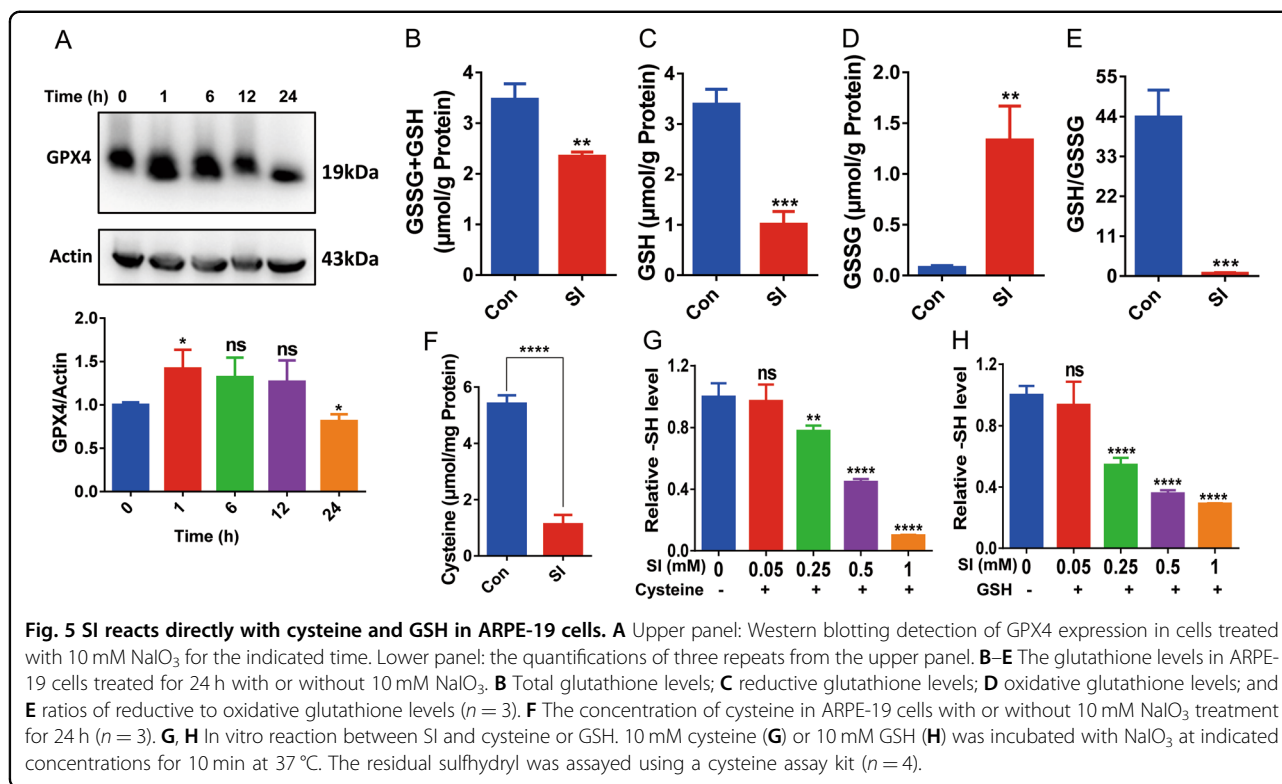 A
Time (h) 0 1 6 12 24
GPX4 19kDa
Actin 43kDa
GPX4/Actin
2.0
1.5
1.0
0.5
0.0
* ns ns *
0 1 6 12 24
Time (h)
B
GSSSG+GSH
(μmol/g Protein)
4
3
2
1
0
**
Con SI
C
GSH (μmol/g Protein)
4
3
2
1
0
***
Con SI
D
GSSG (μmol/g Protein)
2.0
1.5
1.0
0.5
0.0
**
Con SI
E
GSH/GSSSG
55
44
33
22
11
0
***
Con SI
F
Cysteine (μmol/mg Protein)
8
6
4
2
0
****
Con SI
G
Relative -SH level
1.2
0.8
0.4
0.0
ns ** **** ****
SI (mM) 0 0.05 0.25 0.5 1
Cysteine - + + + +
H
Relative -SH level
1.2
0.8
0.4
0.0
ns **** **** ****
SI (mM) 0 0.05 0.25 0.5 1
GSH - + + + +
Fig. 5 SI reacts directly with cysteine and GSH in ARPE-19 cells. A Upper panel: Western blotting detection of GPX4 expression in cells treated
with 10 mM NaIO₃ for the indicated time. Lower panel: the quantifications of three repeats from the upper panel. B–E The glutathione levels in ARPE-
19 cells treated for 24 h with or without 10 mM NaIO₃. B Total glutathione levels; C reductive glutathione levels; D oxidative glutathione levels; and
E ratios of reductive to oxidative glutathione levels (n = 3). F The concentration of cysteine in ARPE-19 cells with or without 10 mM NaIO₃ treatment
for 24 h (n = 3). G, H In vitro reaction between SI and cysteine or GSH. 10 mM cysteine (G) or 10 mM GSH (H) was incubated with NaIO₃ at indicated
concentrations for 10 min at 37 °C. The residual sulfhydryl was assayed using a cysteine assay kit (n = 4).